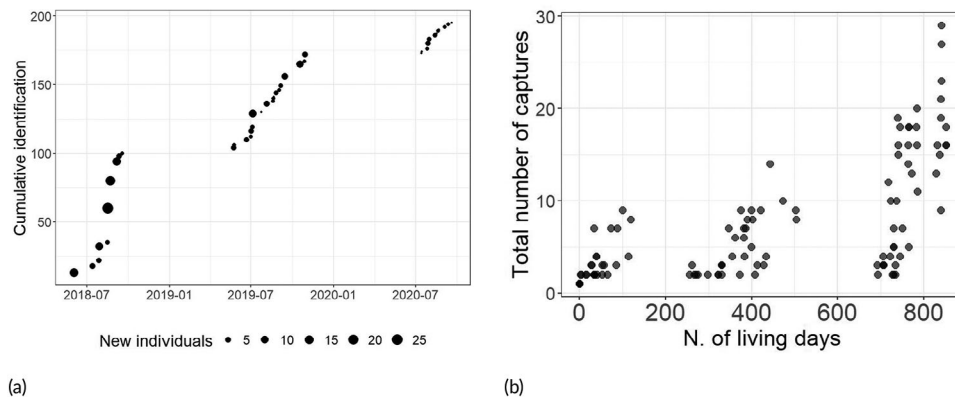 200
150
100
50
Cumulative identification
2018-07 2019-01 2019-07 2020-01 2020-07
New individuals 5 10 15 20 25
(a)
30
20
10
0
Total number of captures
0 200 400 600 800
N. of living days
(b)